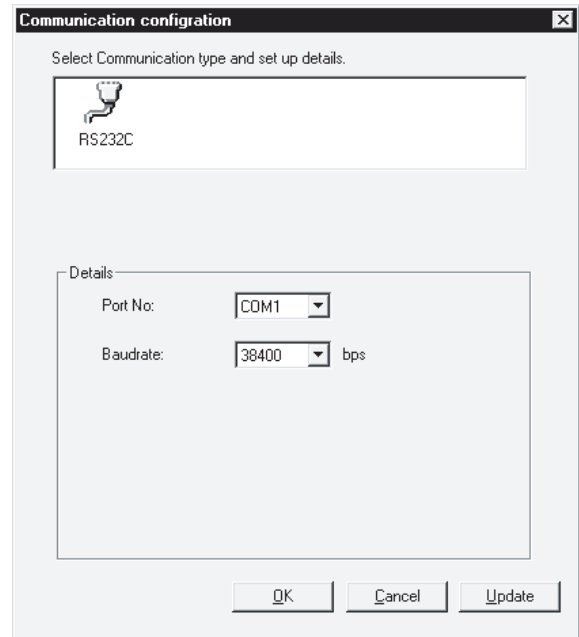 Communication configration
Select Communication type and set up details.
RS232C
Details
Port No: COM1
Baudrate: 38400 bps
OK Cancel Update